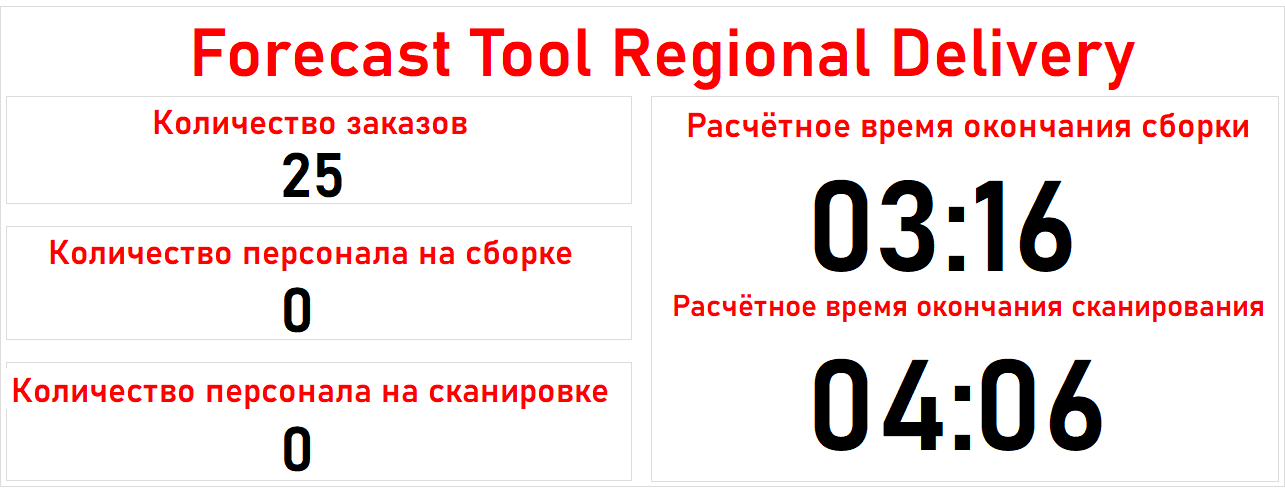 Forecast Tool Regional Delivery
Количество заказов
25
Количество персонала на сборке
0
Количество персонала на сканировке
0
Расчётное время окончания сборки
03:16
Расчётное время окончания сканирования
04:06